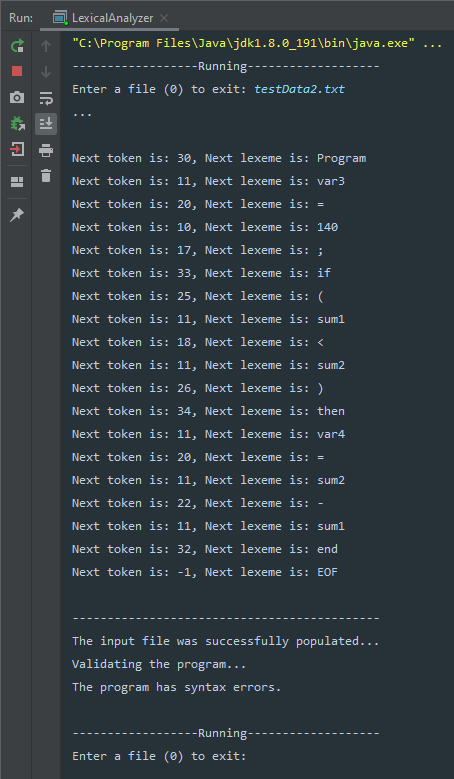 Run: LexicalAnalyzer
"C:\Program Files\Java\jdk1.8.0_191\bin\java.exe" ...
------------------Running-------------------
Enter a file (0) to exit: testData2.txt
...
Next token is: 30, Next lexeme is: Program
Next token is: 11, Next lexeme is: var3
Next token is: 20, Next lexeme is: =
Next token is: 10, Next lexeme is: 140
Next token is: 17, Next lexeme is: ;
Next token is: 33, Next lexeme is: if
Next token is: 25, Next lexeme is: (
Next token is: 11, Next lexeme is: sum1
Next token is: 18, Next lexeme is: <
Next token is: 11, Next lexeme is: sum2
Next token is: 26, Next lexeme is: )
Next token is: 34, Next lexeme is: then
Next token is: 11, Next lexeme is: var4
Next token is: 20, Next lexeme is: =
Next token is: 11, Next lexeme is: sum2
Next token is: 22, Next lexeme is: -
Next token is: 11, Next lexeme is: sum1
Next token is: 32, Next lexeme is: end
Next token is: -1, Next lexeme is: EOF
--------------------------------------------
The input file was successfully populated...
Validating the program...
The program has syntax errors.
------------------Running-------------------
Enter a file (0) to exit: